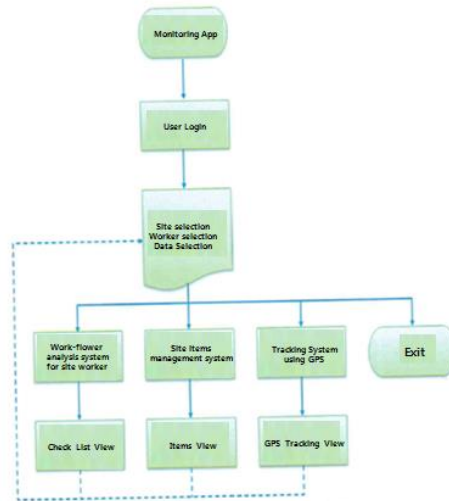 Monitoring App
User Login
Site selection
Worker selection
Data Selection
Work-flower
analysis system
for site worker
Site Items
management system
Tracking System
using GPS
Exit
Check List View
Items View
GPS Tracking View